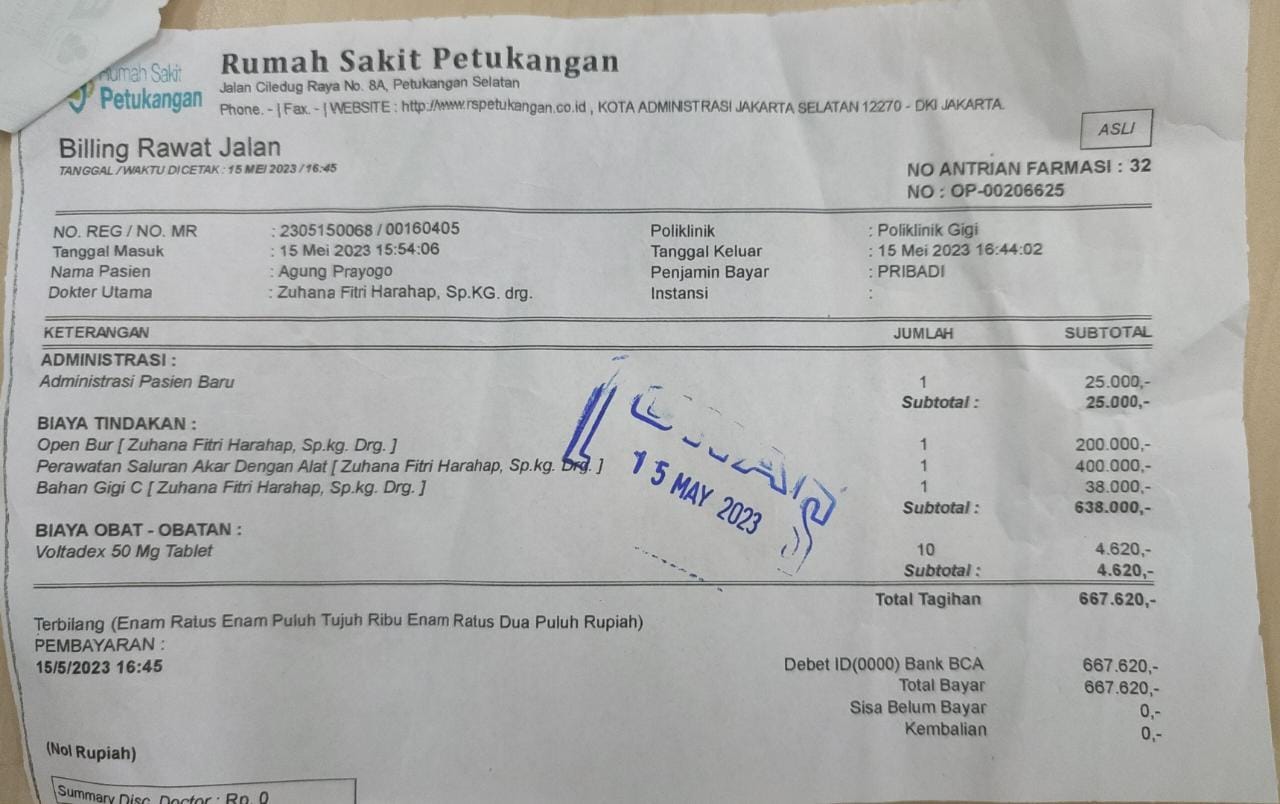 Rumah Sakit
Petukangan
Rumah Sakit Petukangan
Jalan Ciledug Raya No. 8A, Petukangan Selatan
Phone. - | Fax. - | WEBSITE : http://www.rspetukangan.co.id , KOTA ADMINISTRASI JAKARTA SELATAN 12270 - DKI JAKARTA.
ASLI
Billing Rawat Jalan
TANGGAL / WAKTU DICETAK : 15 MEI 2023 / 16:45
NO ANTRIAN FARMASI : 32
NO : OP-00206625
NO. REG / NO. MR : 2305150068 / 00160405 Poliklinik : Poliklinik Gigi
Tanggal Masuk : 15 Mei 2023 15:54:06 Tanggal Keluar : 15 Mei 2023 16:44:02
Nama Pasien : Agung Prayogo Penjamin Bayar : PRIBADI
Dokter Utama : Zuhana Fitri Harahap, Sp.KG. drg. Instansi :
KETERANGAN JUMLAH SUBTOTAL
ADMINISTRASI :
Administrasi Pasien Baru 1 25.000,-
Subtotal : 25.000,-
BIAYA TINDAKAN :
Open Bur [ Zuhana Fitri Harahap, Sp.kg. Drg. ] 1 200.000,-
Perawatan Saluran Akar Dengan Alat [ Zuhana Fitri Harahap, Sp.kg. Drg. ] 1 400.000,-
Bahan Gigi C [ Zuhana Fitri Harahap, Sp.kg. Drg. ] 1 38.000,-
Subtotal : 638.000,-
15 MAY 2023
BIAYA OBAT - OBATAN :
Voltadex 50 Mg Tablet 10 4.620,-
Subtotal : 4.620,-
Total Tagihan 667.620,-
Terbilang (Enam Ratus Enam Puluh Tujuh Ribu Enam Ratus Dua Puluh Rupiah)
PEMBAYARAN :
15/5/2023 16:45 Debet ID(0000) Bank BCA 667.620,-
Total Bayar 667.620,-
Sisa Belum Bayar 0,-
Kembalian 0,-
(Nol Rupiah)
Summary Disc. Doctor : Rp. 0